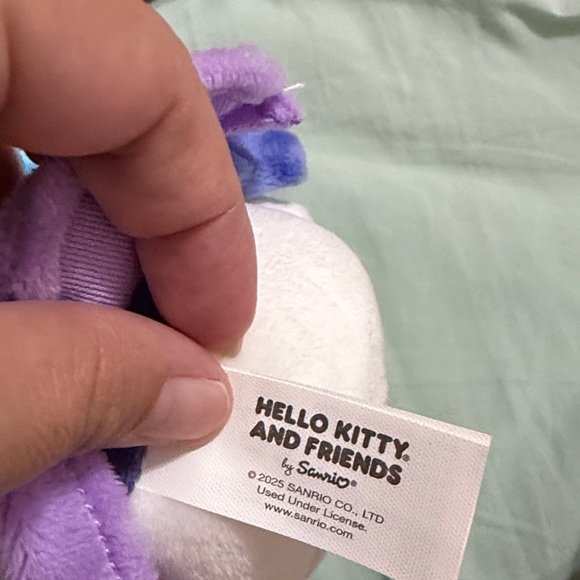 HELLO KITTY®
AND FRIENDS
by Sanrio®
© 2025 SANRIO CO., LTD
Used Under License.
www.sanrio.com